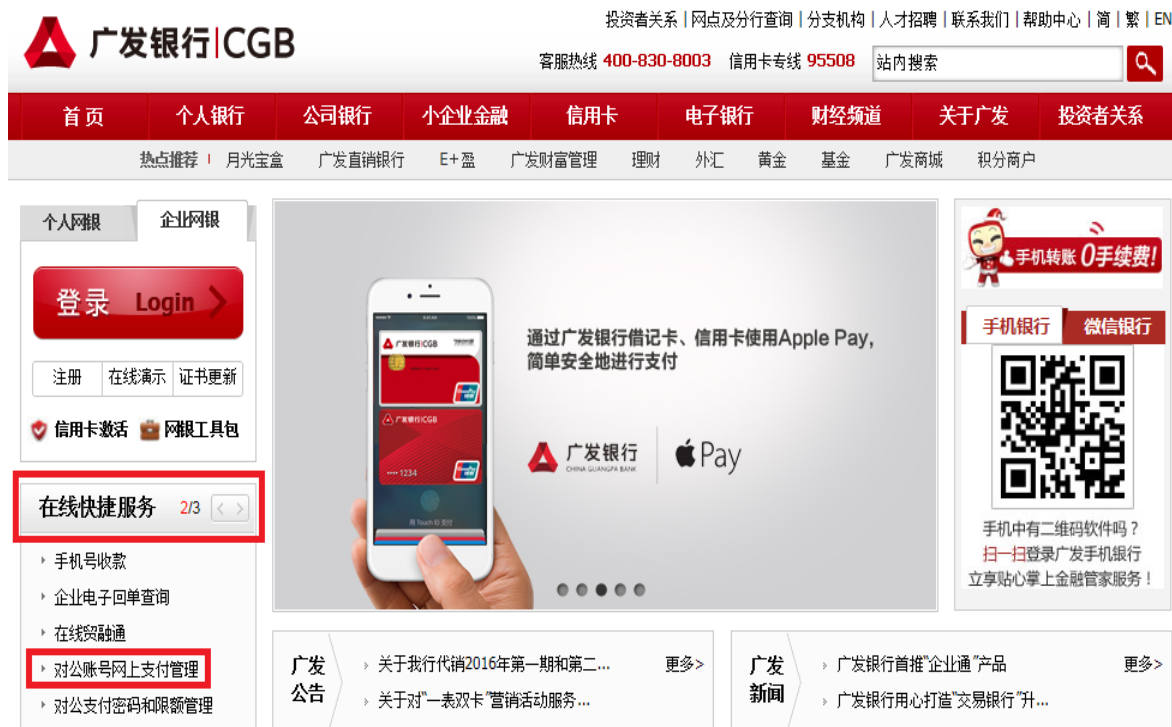 投资者关系 | 网点及分行查询 | 分支机构 | 人才招聘 | 联系我们 | 帮助中心 | 简 | 繁 | EN
广发银行|CGB
客服热线 400-830-8003 信用卡专线 95508 站内搜索
首页 个人银行 公司银行 小企业金融 信用卡 电子银行 财经频道 关于广发 投资者关系
热点推荐 月光宝盒 广发直销银行 E+盈 广发财富管理 理财 外汇 黄金 基金 广发商城 积分商户
个人网银 企业网银
登录 Login
注册 在线演示 证书更新
信用卡激活 网银工具包
在线快捷服务 2/3
手机号收款
企业电子回单查询
在线贸融通
对公账号网上支付管理
对公支付密码和限额管理
广发银行|CGB
广发银行|CGB
•••• 1234
用 Touch ID 支付
通过广发银行借记卡、信用卡使用Apple Pay,
简单安全地进行支付
广发银行
CHINA GUANGFA BANK
Pay
手机转账 0手续费!
手机银行 微信银行
手机中有二维码软件吗?
扫一扫登录广发手机银行
立享贴心掌上金融管家服务!
广发
公告
关于我行代销2016年第一期和第二... 更多>
关于对"一表双卡"营销活动服务...
广发
新闻
广发银行首推"企业通"产品 更多>
广发银行用心打造"交易银行"升...